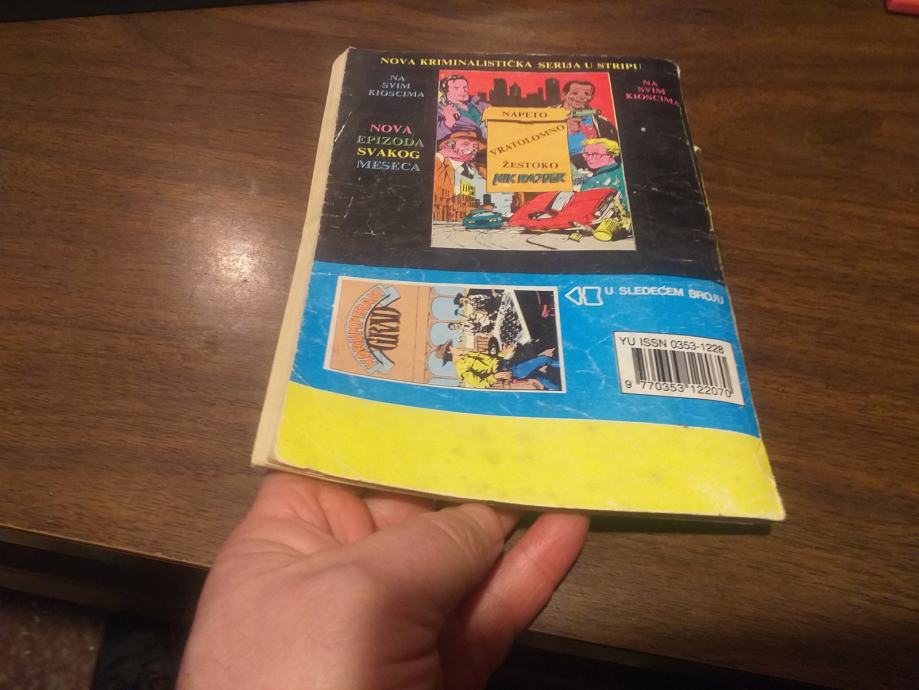 NOVA KRIMINALISTIČKA SERIJA U STRIPU
NA
SVIM
KIOSCIMA
NOVA
EPIZODA
SVAKOG
MESECA
NAPETO
VRATOLOMNO
ŽESTOKO
NIK RAJDER
NA
SVIM
KIOSCIMA
U SLEDEĆEM BROJU
GRAD
YU ISSN 0353-1228
9 770353 122070